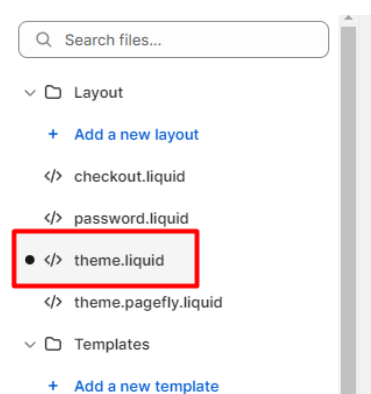 Search files...
Layout
+ Add a new layout
</> checkout.liquid
</> password.liquid
</> theme.liquid
</> theme.pagefly.liquid
Templates
+ Add a new template